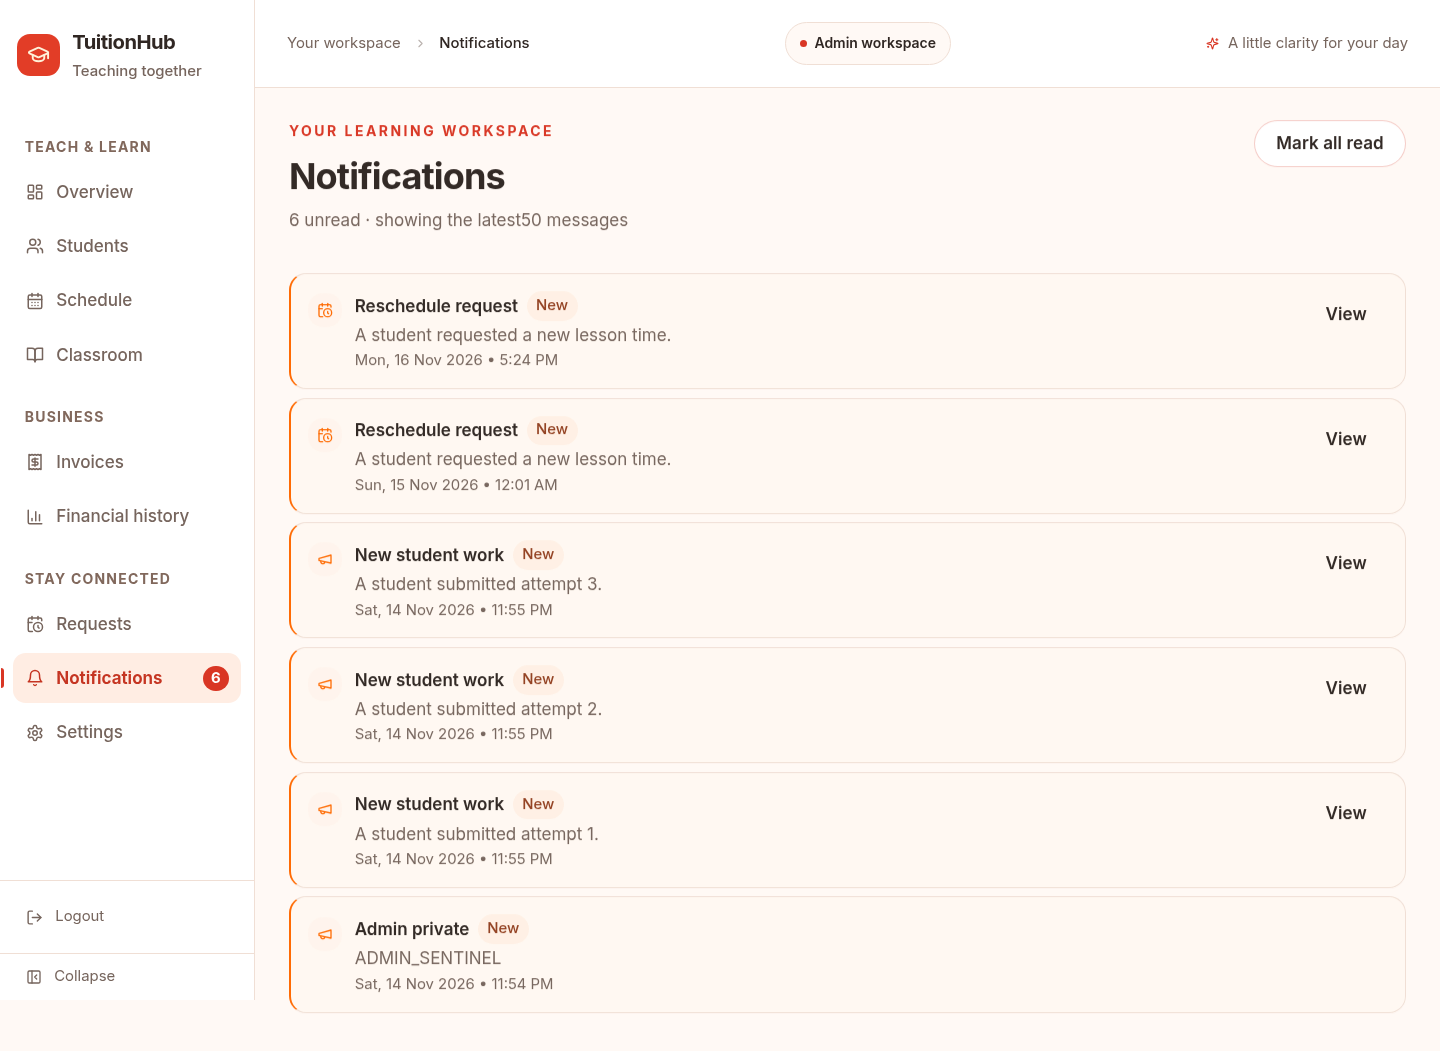 TuitionHub
Teaching together
TEACH & LEARN
Overview
Students
Schedule
Classroom
BUSINESS
Invoices
Financial history
STAY CONNECTED
Requests
Notifications 6
Settings
Logout
Collapse
Your workspace > Notifications
Admin workspace
A little clarity for your day
YOUR LEARNING WORKSPACE
Notifications
6 unread · showing the latest50 messages
Mark all read
Reschedule request New
A student requested a new lesson time.
Mon, 16 Nov 2026 • 5:24 PM
View
Reschedule request New
A student requested a new lesson time.
Sun, 15 Nov 2026 • 12:01 AM
View
New student work New
A student submitted attempt 3.
Sat, 14 Nov 2026 • 11:55 PM
View
New student work New
A student submitted attempt 2.
Sat, 14 Nov 2026 • 11:55 PM
View
New student work New
A student submitted attempt 1.
Sat, 14 Nov 2026 • 11:55 PM
View
Admin private New
ADMIN_SENTINEL
Sat, 14 Nov 2026 • 11:54 PM